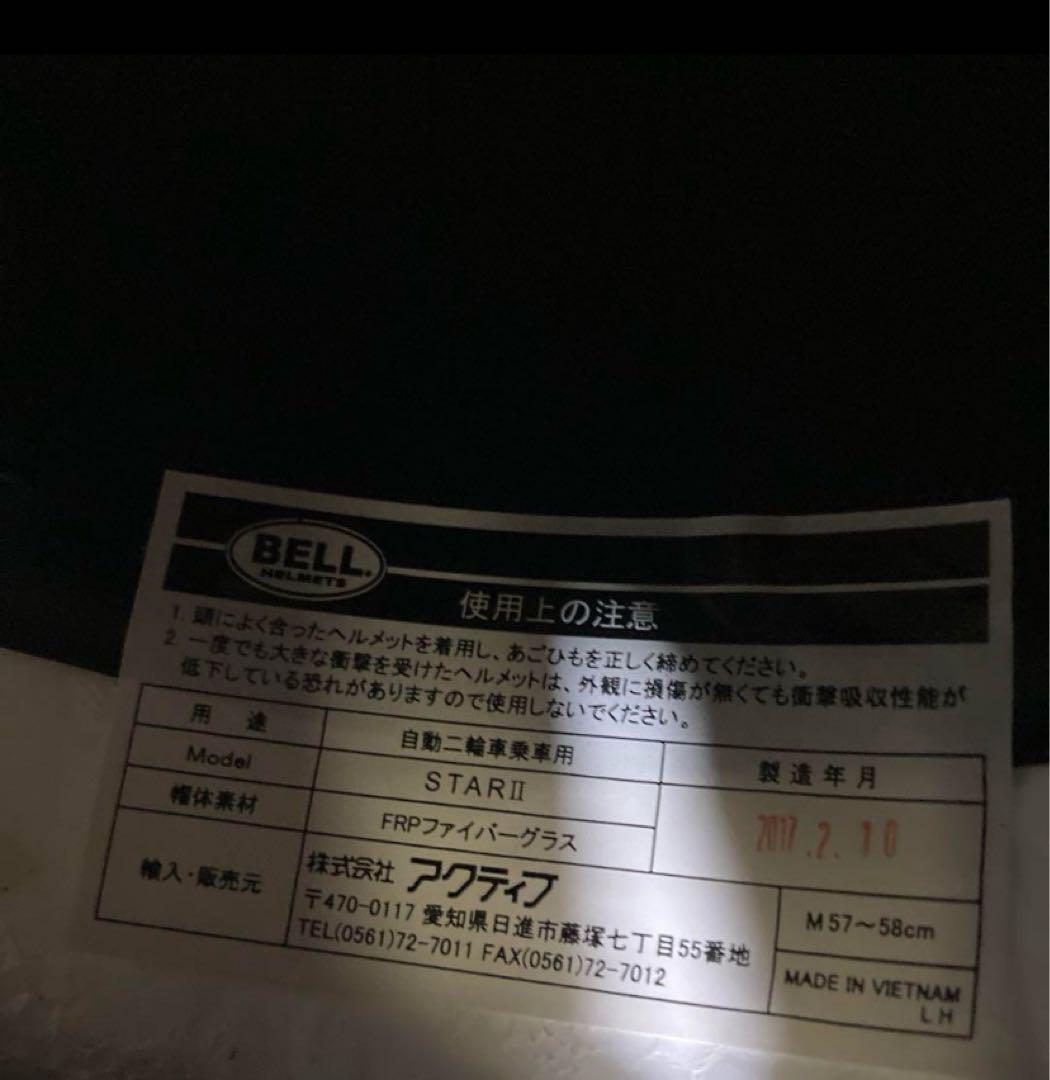 BELL
HELMETS
使用上の注意
1. 頭によく合ったヘルメットを着用し、あごひもを正しく締めてください。
2. 一度でも大きな衝撃を受けたヘルメットは、外観に損傷が無くても衝撃吸収性能が
低下している恐れがありますので使用しないでください。
用 途
自動二輪車乗車用
製造年月
Model
STARⅡ
2017.2.10
帽体素材
FRPファイバーグラス
輸入・販売元
株式会社 アクティブ
〒470-0117 愛知県日進市藤塚七丁目55番地
TEL(0561)72-7011 FAX(0561)72-7012
M 57～58cm
MADE IN VIETNAM
L H